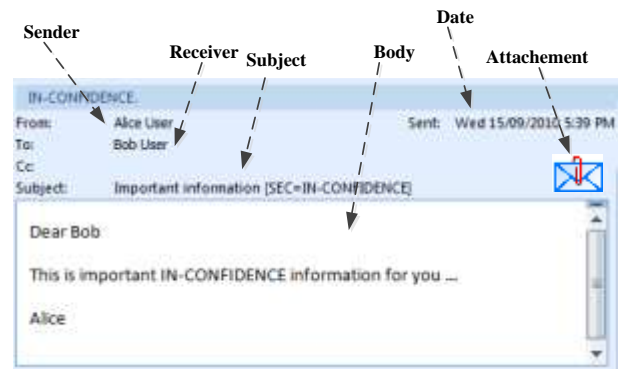 Date
Sender
Receiver Subject Body Attachement
IN-CONFIDENCE.
From: Alice User Sent: Wed 15/09/2010 5:39 PM
To: Bob User
Cc:
Subject: Important information [SEC=IN-CONFIDENCE]
Dear Bob
This is important IN-CONFIDENCE information for you ...
Alice